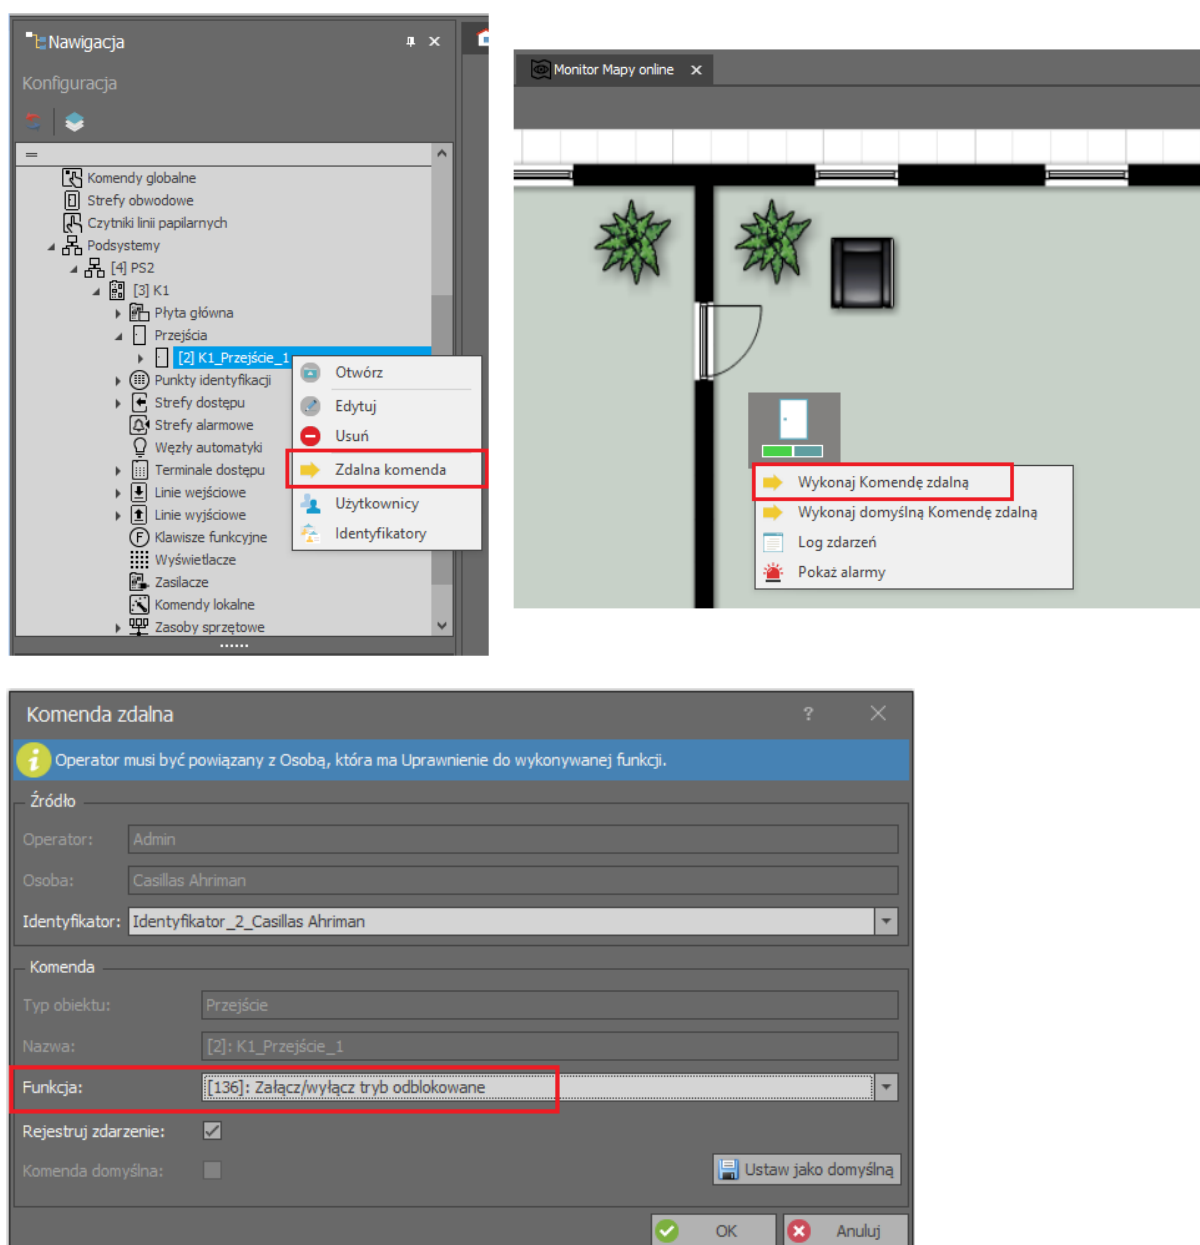 Nawigacja
Konfiguracja
Komendy globalne
Strefy obwodowe
Czytniki linii papilarnych
Podsystemy
[4] PS2
[3] K1
Płyta główna
Przejścia
[2] K1_Przejście_1
Punkty identyfikacji
Strefy dostępu
Strefy alarmowe
Węzły automatyki
Terminale dostępu
Linie wejściowe
Linie wyjściowe
Klawisze funkcyjne
Wyświetlacze
Zasilacze
Komendy lokalne
Zasoby sprzętowe
Otwórz
Edytuj
Usuń
Zdalna komenda
Użytkownicy
Identyfikatory
Monitor Mapy online
Wykonaj Komendę zdalną
Wykonaj domyślną Komendę zdalną
Log zdarzeń
Pokaż alarmy
Komenda zdalna
Operator musi być powiązany z Osobą, która ma Uprawnienie do wykonywanej funkcji.
Źródło
Operator: Admin
Osoba: Casillas Ahriman
Identyfikator: Identyfikator_2_Casillas Ahriman
Komenda
Typ obiektu: Przejście
Nazwa: [2]: K1_Przejście_1
Funkcja: [136]: Załącz/wyłącz tryb odblokowane
Rejestruj zdarzenie:
Komenda domyślna: Ustaw jako domyślną
OK Anuluj